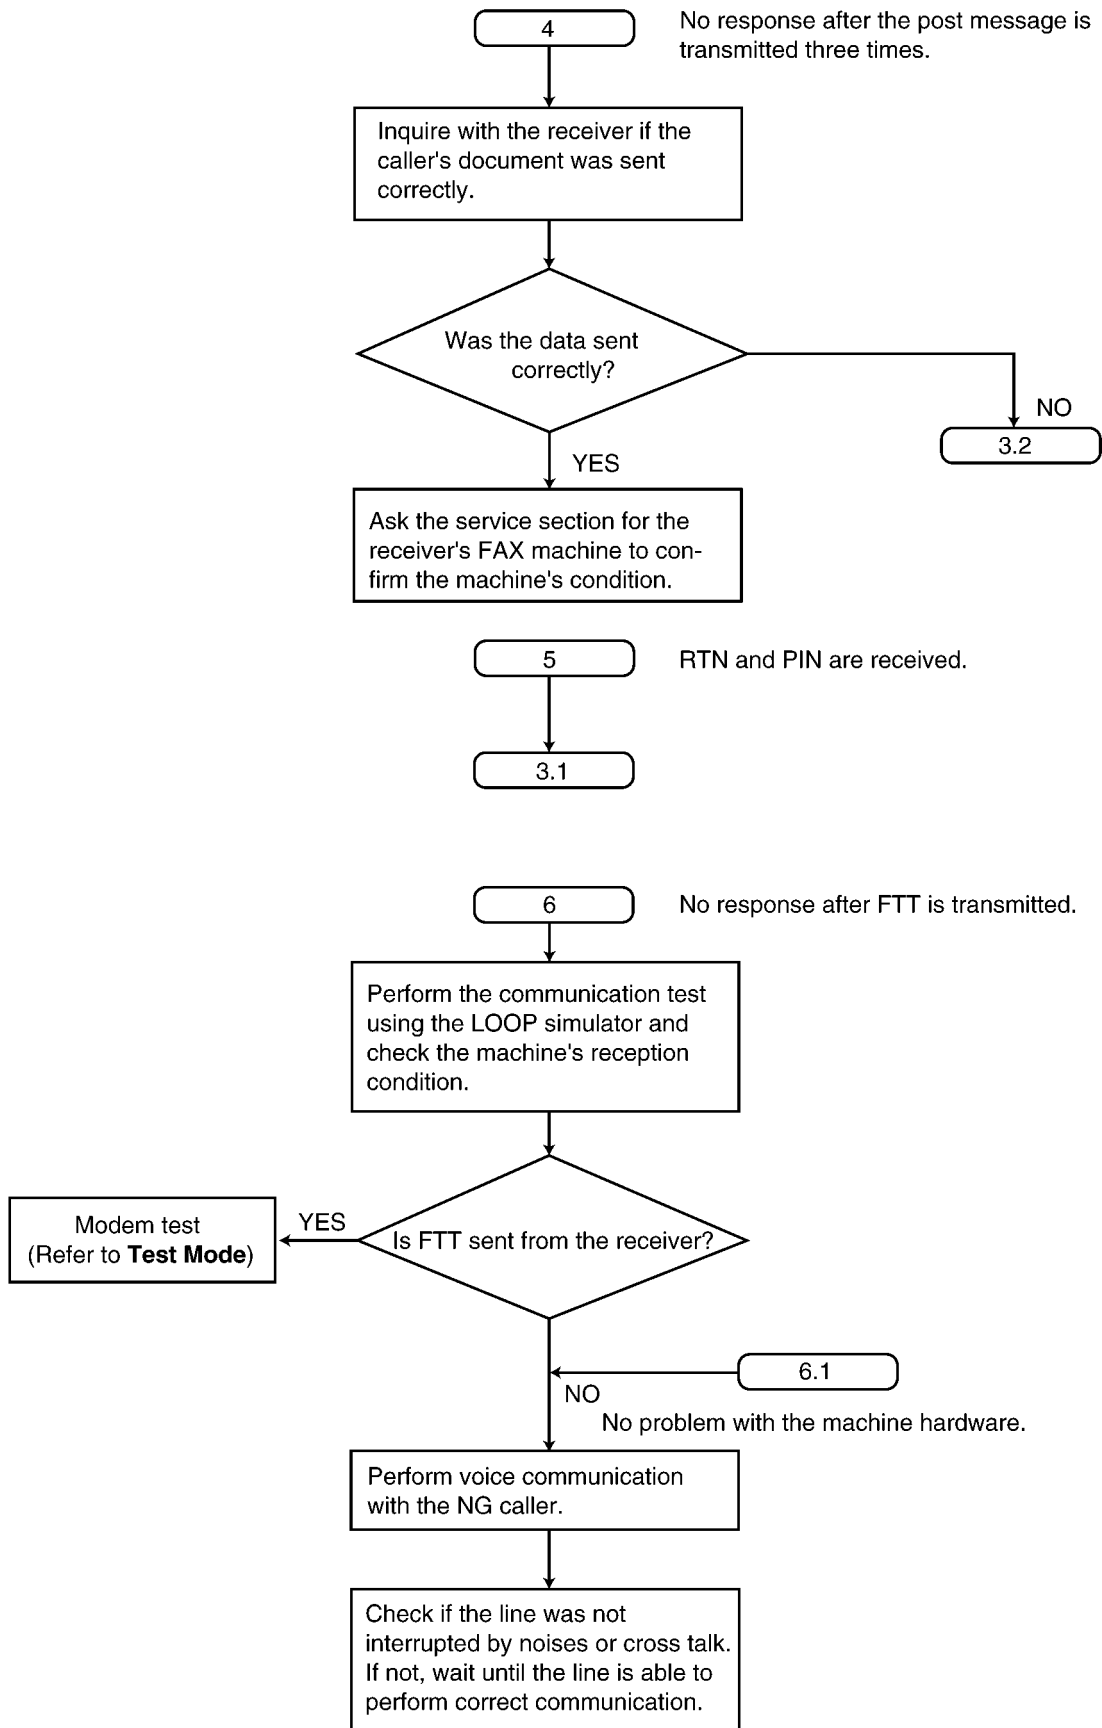 4
No response after the post message is
transmitted three times.
Inquire with the receiver if the
caller's document was sent
correctly.
Was the data sent
correctly?
NO
3.2
YES
Ask the service section for the
receiver's FAX machine to con-
firm the machine's condition.
5
RTN and PIN are received.
3.1
6
No response after FTT is transmitted.
Perform the communication test
using the LOOP simulator and
check the machine's reception
condition.
Modem test
(Refer to Test Mode)
YES
Is FTT sent from the receiver?
6.1
NO
No problem with the machine hardware.
Perform voice communication
with the NG caller.
Check if the line was not
interrupted by noises or cross talk.
If not, wait until the line is able to
perform correct communication.